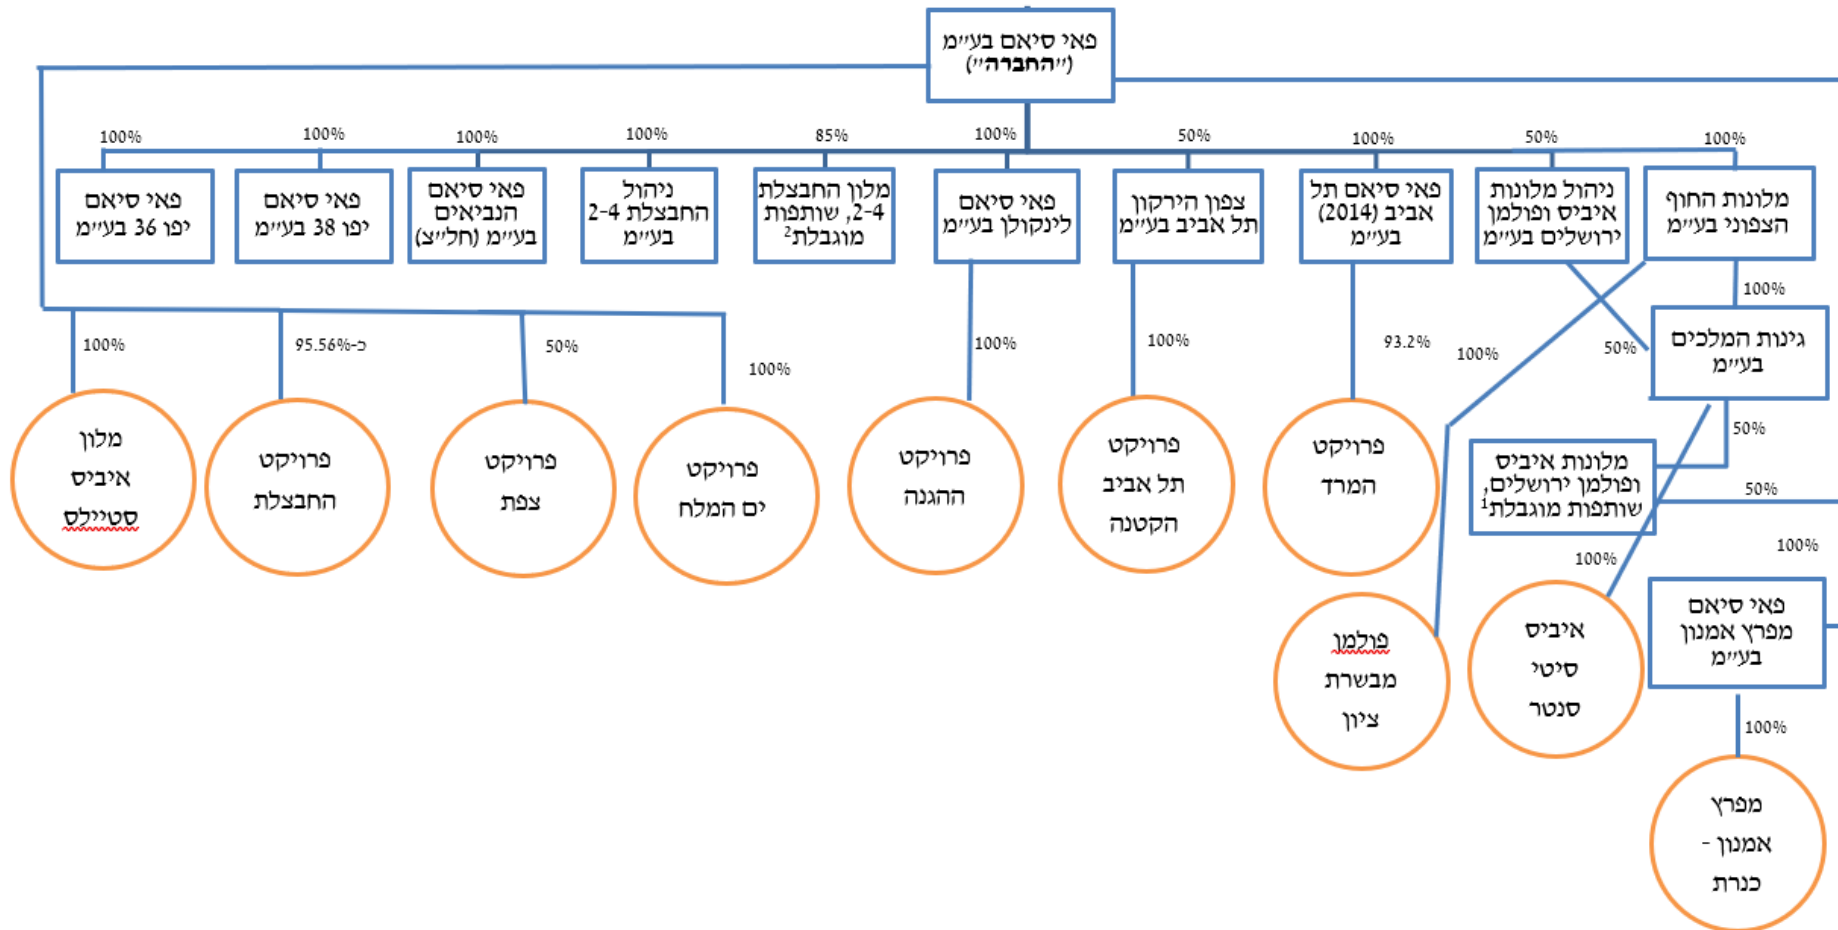 פאי סיאם בע״מ
(״החברה״)
100%
100%
100%
100%
85%
100%
50%
100%
50%
100%
מלונות החוף
הצפוני בע״מ
ניהול מלונות
איביס ופולמן
ירושלים בע״מ
פאי סיאם תל
אביב (2014)
בע״מ
צפון הירקון
תל אביב בע״מ
פאי סיאם
לינקולן בע״מ
מלון החבצלת
2-4, שותפות
מוגבלת²
ניהול
החבצלת 2-4
בע״מ
פאי סיאם
הנביאים
בע״מ (חל״צ)
פאי סיאם
יפו 38 בע״מ
פאי סיאם
יפו 36 בע״מ
100%
גינות המלכים
בע״מ
50%
100%
93.2%
100%
100%
100%
50%
כ-95.56%
100%
50%
מלונות איביס
ופולמן ירושלים,
שותפות מוגבלת¹
50%
100%
100%
פאי סיאם
מפרץ אמנון
בע״מ
100%
מפרץ
אמנון -
כנרת
איביס
סיטי
סנטר
פולמן
מבשרת
ציון
פרויקט
המרד
פרויקט
תל אביב
הקטנה
פרויקט
ההגנה
פרויקט
ים המלח
פרויקט
צפת
פרויקט
החבצלת
מלון
איביס
סטיילס